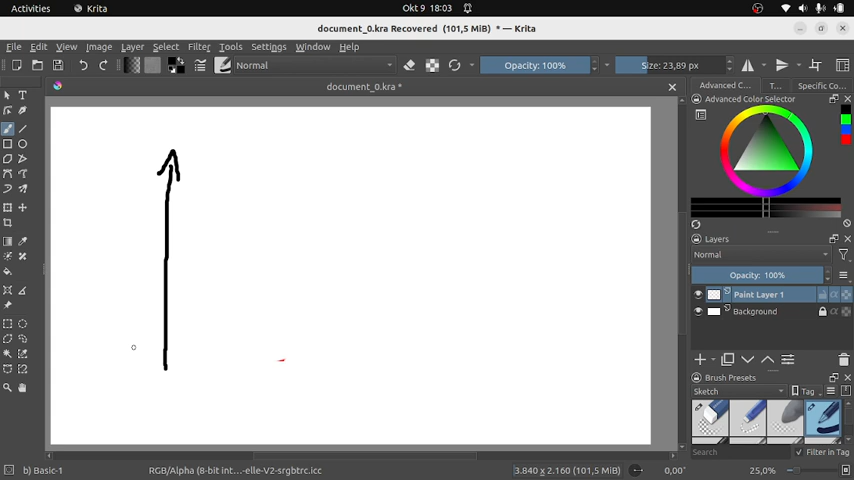 Activities Krita Okt 9 18:03
document_0.kra Recovered (101,5 MiB) * — Krita
File Edit View Image Layer Select Filter Tools Settings Window Help
Normal Opacity: 100% Size: 23,89 px
document_0.kra *
Advanced C... T... Specific Co...
Advanced Color Selector
Layers
Normal
Opacity: 100%
Paint Layer 1
Background
Brush Presets
Sketch Tag
Search Filter in Tag
b) Basic-1 RGB/Alpha (8-bit int...-elle-V2-srgbtrc.icc 3.840 x 2.160 (101,5 MiB) 0,00° 25,0%